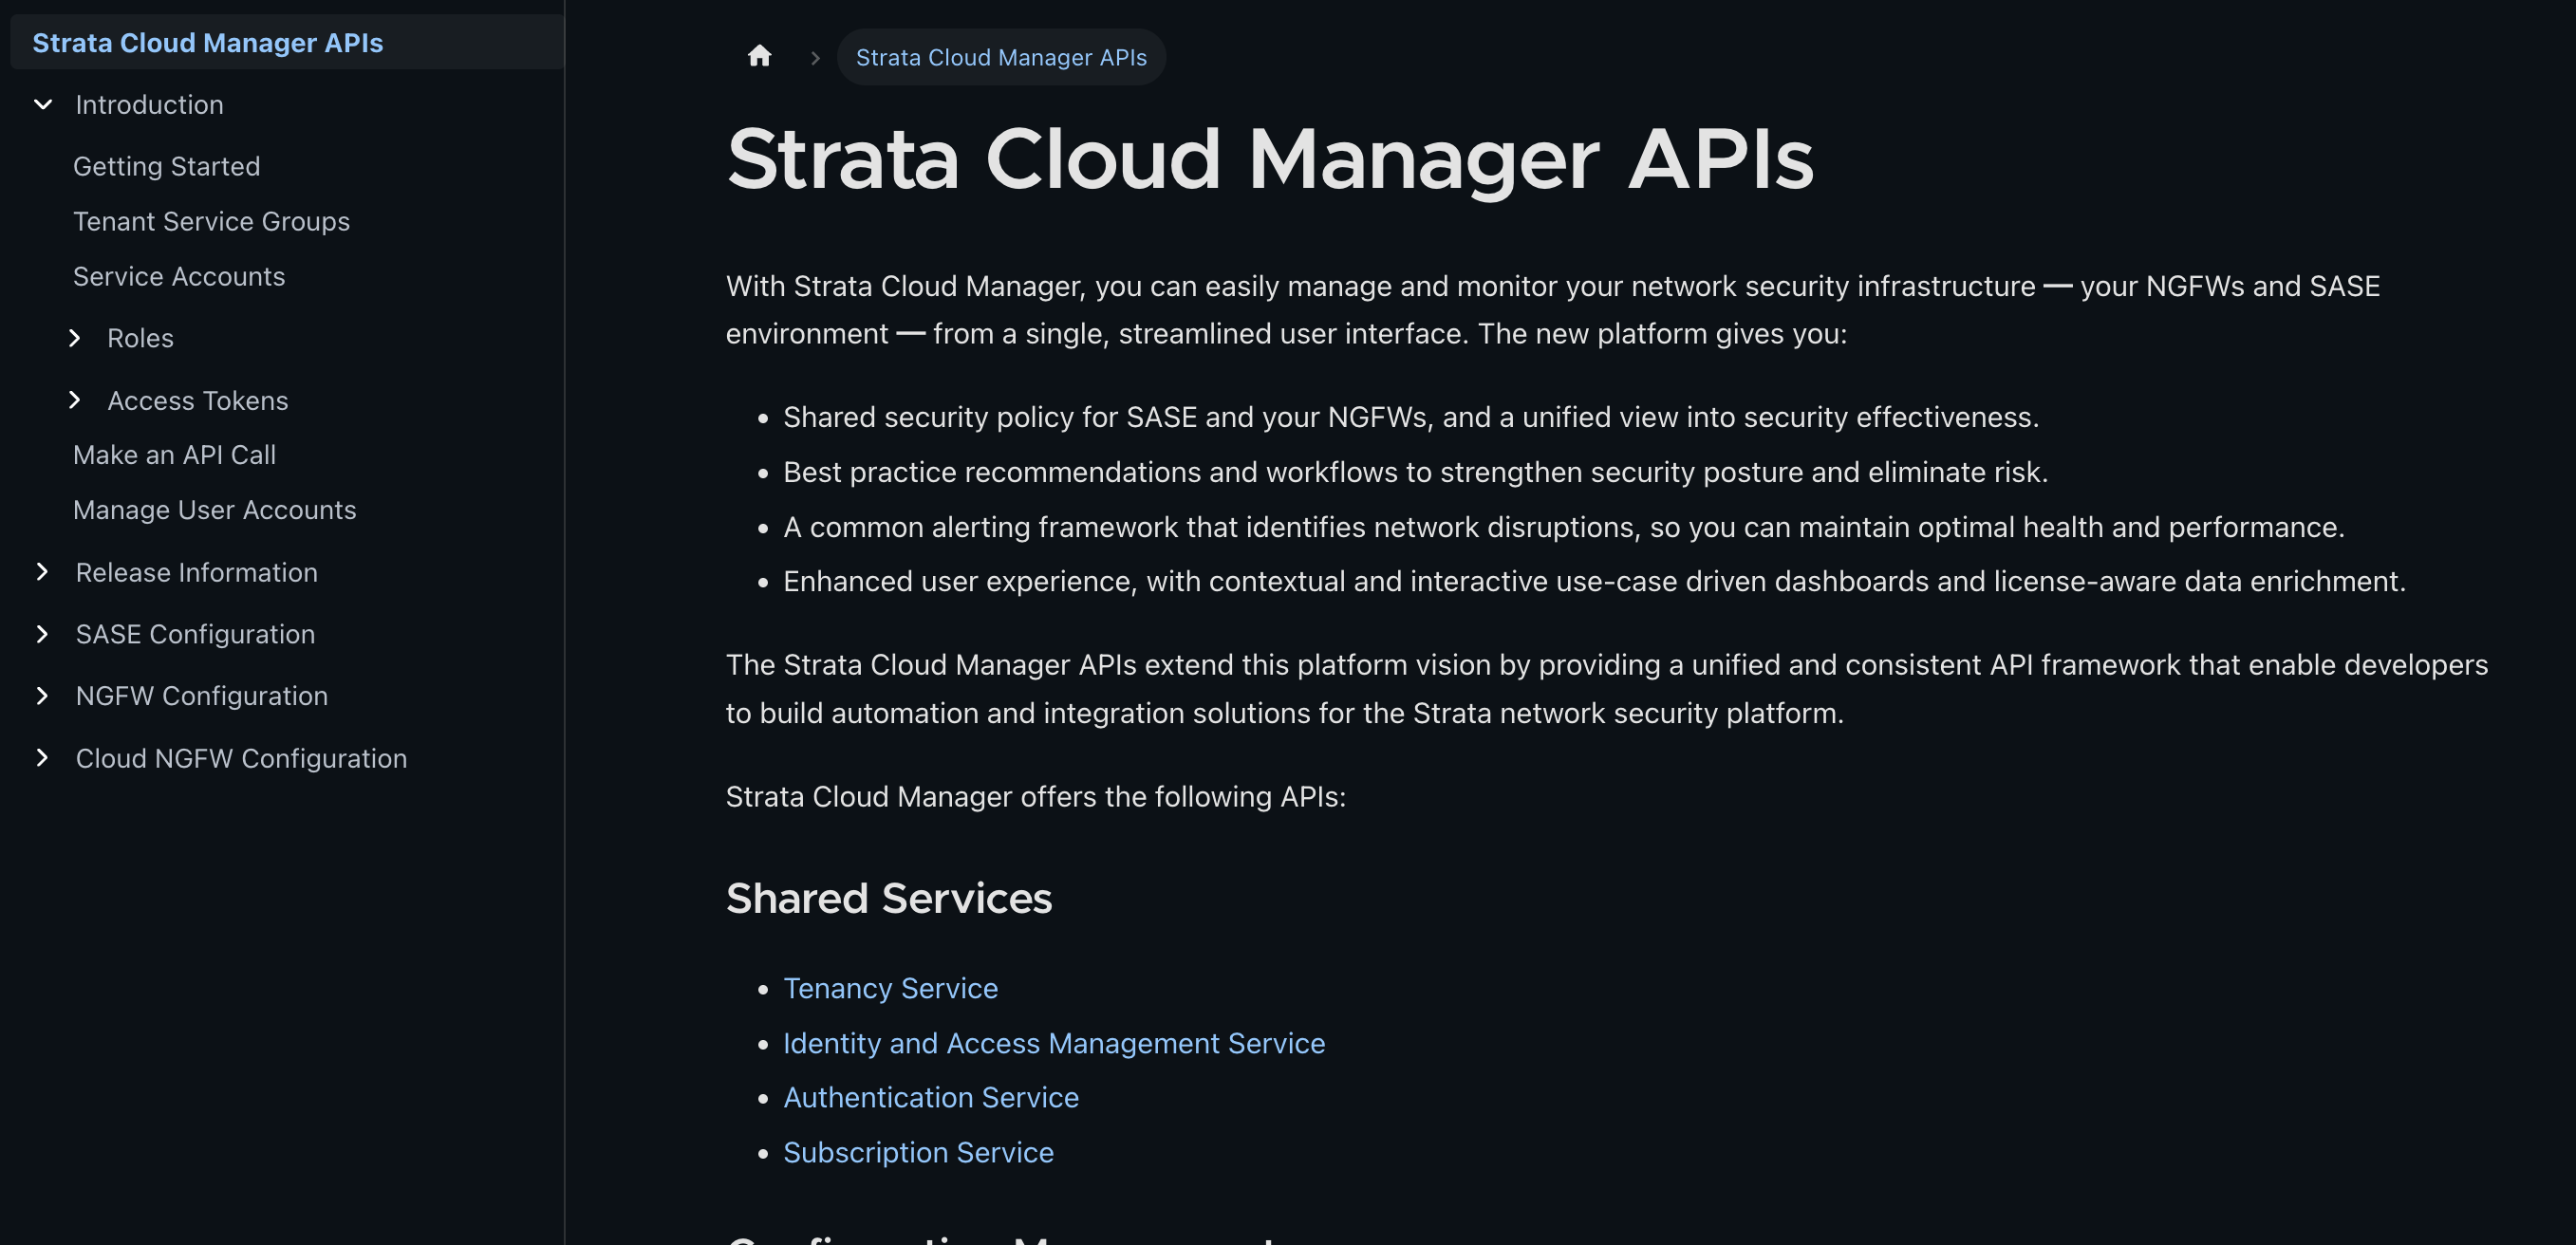 Strata Cloud Manager APIs
Introduction
Getting Started
Tenant Service Groups
Service Accounts
Roles
Access Tokens
Make an API Call
Manage User Accounts
Release Information
SASE Configuration
NGFW Configuration
Cloud NGFW Configuration
Strata Cloud Manager APIs
Strata Cloud Manager APIs
With Strata Cloud Manager, you can easily manage and monitor your network security infrastructure — your NGFWs and SASE
environment — from a single, streamlined user interface. The new platform gives you:
Shared security policy for SASE and your NGFWs, and a unified view into security effectiveness.
Best practice recommendations and workflows to strengthen security posture and eliminate risk.
A common alerting framework that identifies network disruptions, so you can maintain optimal health and performance.
Enhanced user experience, with contextual and interactive use-case driven dashboards and license-aware data enrichment.
The Strata Cloud Manager APIs extend this platform vision by providing a unified and consistent API framework that enable developers
to build automation and integration solutions for the Strata network security platform.
Strata Cloud Manager offers the following APIs:
Shared Services
Tenancy Service
Identity and Access Management Service
Authentication Service
Subscription Service